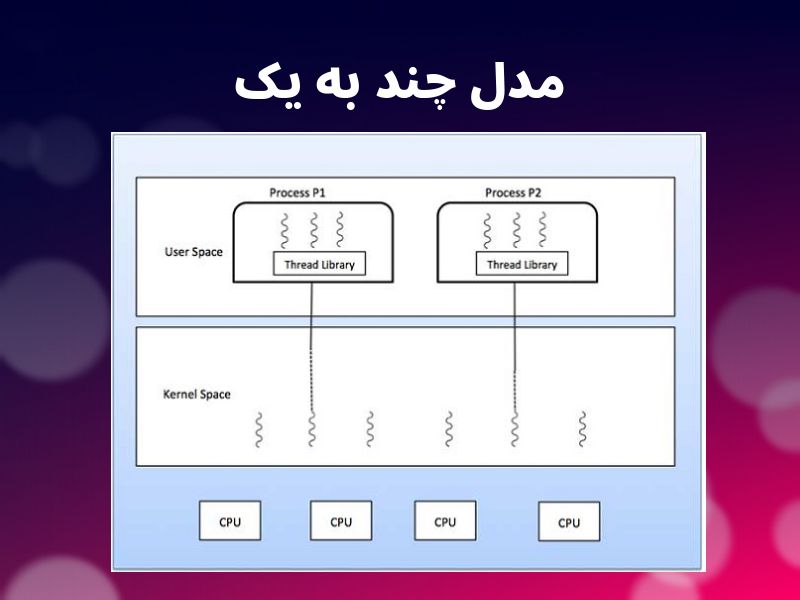 مدل چند به یک
Process P1
Process P2
User Space
Thread Library
Thread Library
Kernel Space
CPU
CPU
CPU
CPU